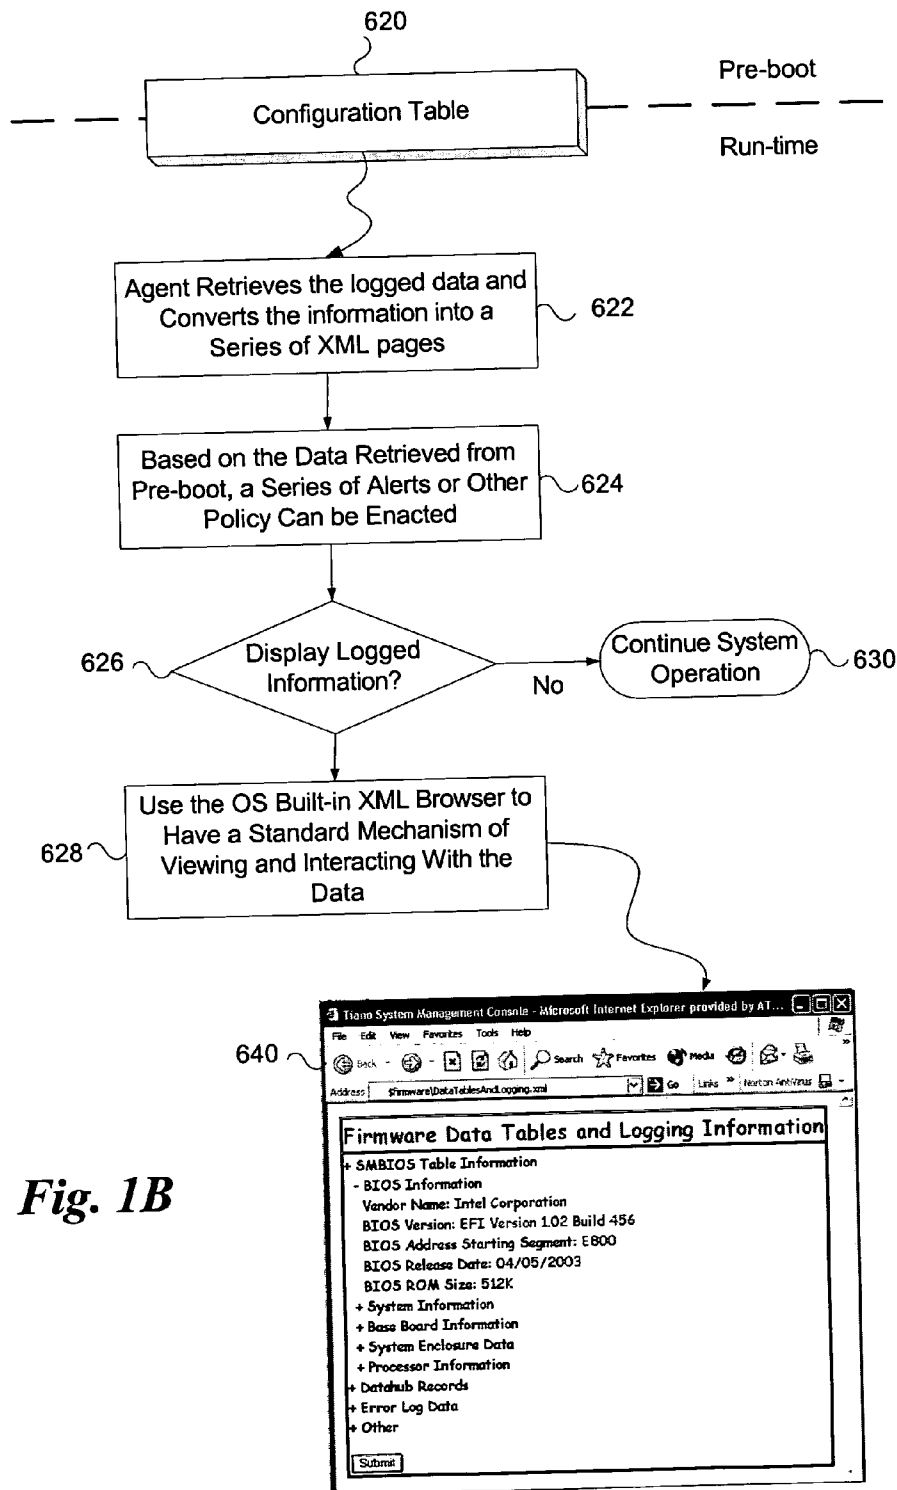 620
Pre-boot
Configuration Table
Run-time
Agent Retrieves the logged data and
Converts the information into a
Series of XML pages
622
Based on the Data Retrieved from
Pre-boot, a Series of Alerts or Other
Policy Can be Enacted
624
626
Display Logged
Information?
No
Continue System
Operation
630
628
Use the OS Built-in XML Browser to
Have a Standard Mechanism of
Viewing and Interacting With the
Data
640
Tiano System Management Console - Microsoft Internet Explorer provided by AT...
File Edit View Favorites Tools Help
Back Search Favorites Media
Address $Firmware\DataTablesAndLogging.xml Go Links » Norton AntiVirus
Firmware Data Tables and Logging Information
+ SMBIOS Table Information
- BIOS Information
Vendor Name: Intel Corporation
BIOS Version: EFI Version 1.02 Build 456
BIOS Address Starting Segment: E800
BIOS Release Date: 04/05/2003
BIOS ROM Size: 512K
+ System Information
+ Base Board Information
+ System Enclosure Data
+ Processor Information
+ Datahub Records
+ Error Log Data
+ Other
Submit
Fig. 1B